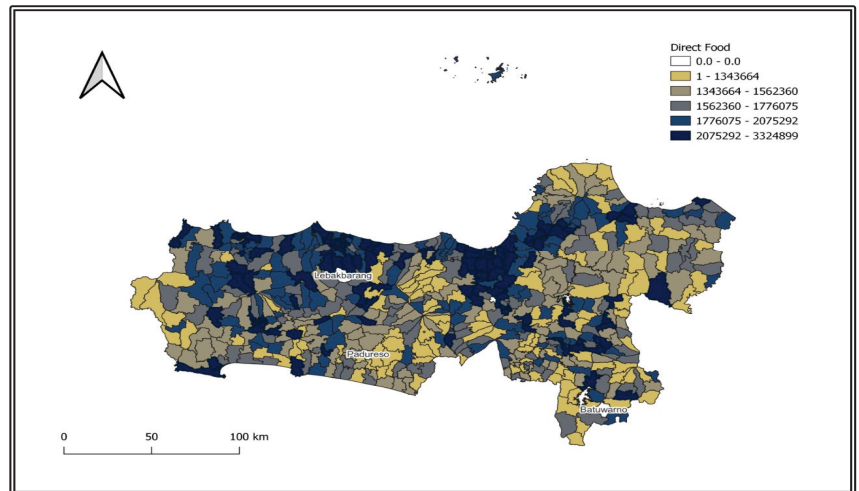 Direct Food
0.0 - 0.0
1 - 1343664
1343664 - 1562360
1562360 - 1776075
1776075 - 2075292
2075292 - 3324899
Lebakbarang
Padureso
Batuwarno
0 50 100 km